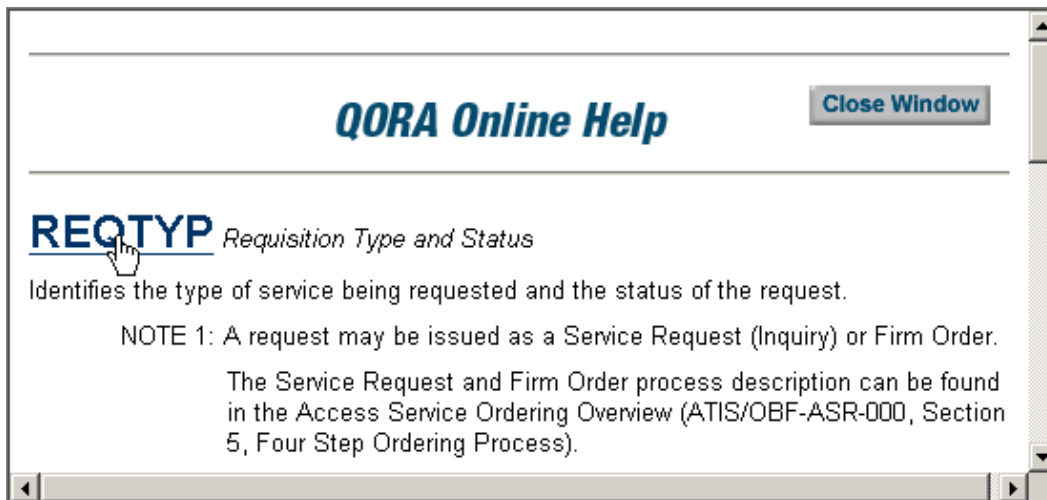 QORA Online Help
Close Window
REQTYP Requisition Type and Status
Identifies the type of service being requested and the status of the request.
NOTE 1: A request may be issued as a Service Request (Inquiry) or Firm Order.
The Service Request and Firm Order process description can be found
in the Access Service Ordering Overview (ATIS/OBF-ASR-000, Section
5, Four Step Ordering Process).